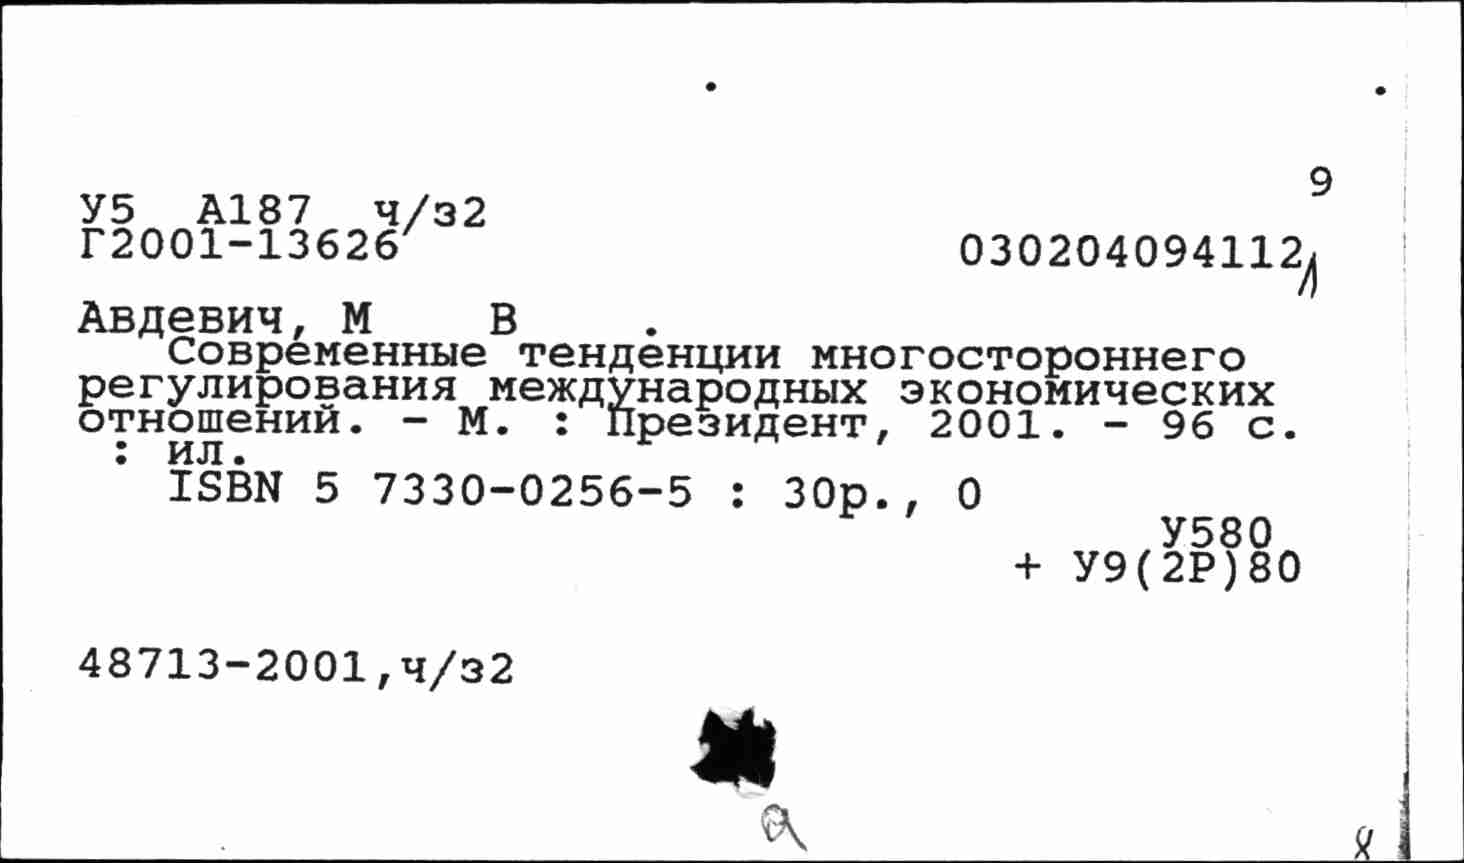 9
У5 А187 ч/з2
Г2001-13626
030204094112
Авдевич, М В .
Современные тенденции многостороннего
регулирования международных экономических
отношений. - М. : Президент, 2001. - 96 с.
: ил.
ISBN 5 7330-0256-5 : 30р., 0
У580
+ У9(2Р)80
48713-2001,ч/з2